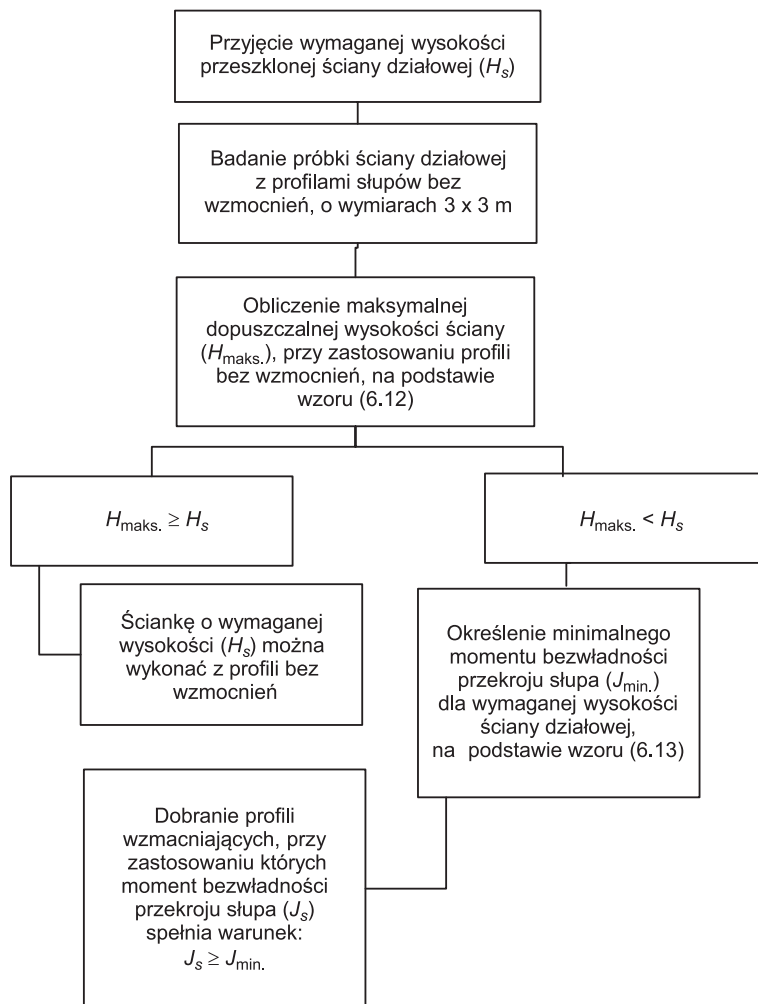 Przyjęcie wymaganej wysokości
przeszklonej ściany działowej (Hs)
Badanie próbki ściany działowej
z profilami słupów bez
wzmocnień, o wymiarach 3 x 3 m
Obliczenie maksymalnej
dopuszczalnej wysokości ściany
(Hmaks.), przy zastosowaniu profili
bez wzmocnień, na podstawie
wzoru (6.12)
Hmaks. ≥ Hs
Hmaks. < Hs
Ściankę o wymaganej
wysokości (Hs) można
wykonać z profili bez
wzmocnień
Określenie minimalnego
momentu bezwładności
przekroju słupa (Jmin.)
dla wymaganej wysokości
ściany działowej,
na podstawie wzoru (6.13)
Dobranie profili
wzmacniających, przy
zastosowaniu których
moment bezwładności
przekroju słupa (Js)
spełnia warunek:
Js ≥ Jmin.